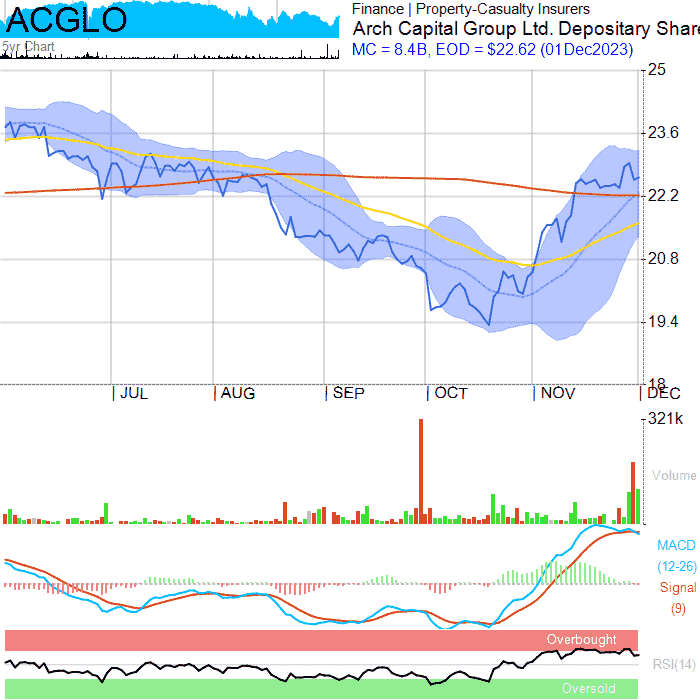 ACGLO
5yr Chart
Finance | Property-Casualty Insurers
Arch Capital Group Ltd. Depositary Share
MC = 8.4B, EOD = $22.62 (01Dec2023)
25
23.6
22.2
20.8
19.4
18
JUL
AUG
SEP
OCT
NOV
DEC
321k
Volume
MACD
(12-26)
Signal
(9)
Overbought
RSI(14)
Oversold